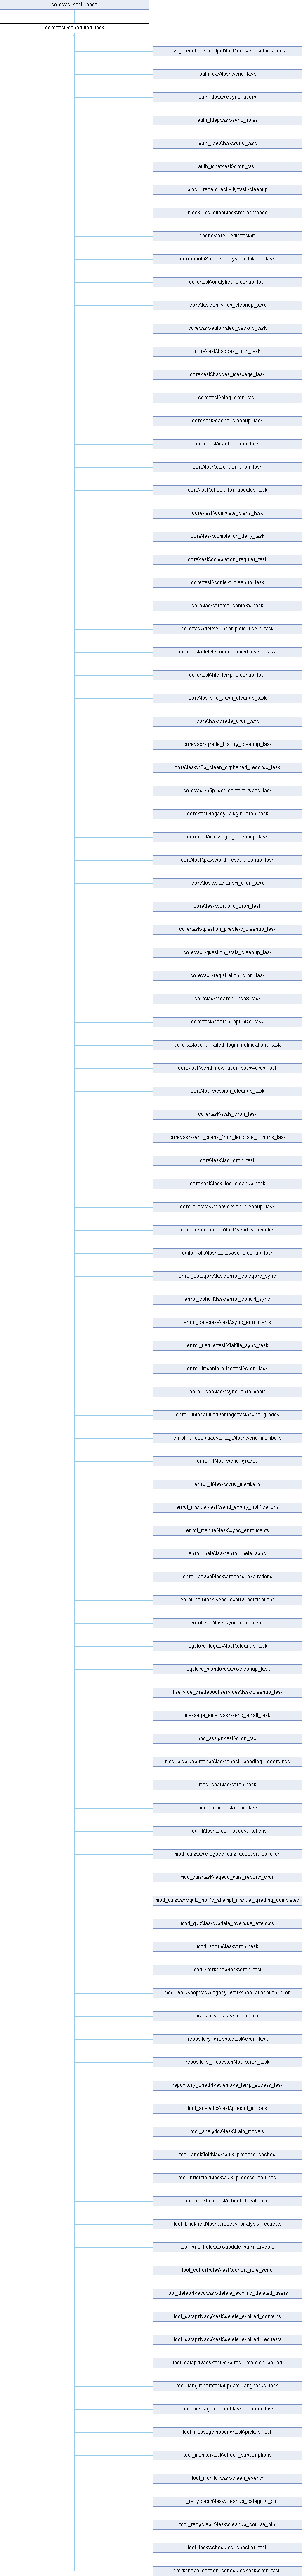 core\task\task_base
core\task\scheduled_task
assignfeedback_editpdf\task\convert_submissions
auth_cas\task\sync_task
auth_db\task\sync_users
auth_ldap\task\sync_roles
auth_ldap\task\sync_task
auth_mnet\task\cron_task
block_recent_activity\task\cleanup
block_rss_client\task\refreshfeeds
cachestore_redis\task\ttl
core\oauth2\refresh_system_tokens_task
core\task\analytics_cleanup_task
core\task\antivirus_cleanup_task
core\task\automated_backup_task
core\task\badges_cron_task
core\task\badges_message_task
core\task\blog_cron_task
core\task\cache_cleanup_task
core\task\cache_cron_task
core\task\calendar_cron_task
core\task\check_for_updates_task
core\task\complete_plans_task
core\task\completion_daily_task
core\task\completion_regular_task
core\task\context_cleanup_task
core\task\create_contexts_task
core\task\delete_incomplete_users_task
core\task\delete_unconfirmed_users_task
core\task\file_temp_cleanup_task
core\task\file_trash_cleanup_task
core\task\grade_cron_task
core\task\grade_history_cleanup_task
core\task\h5p_clean_orphaned_records_task
core\task\h5p_get_content_types_task
core\task\legacy_plugin_cron_task
core\task\messaging_cleanup_task
core\task\password_reset_cleanup_task
core\task\plagiarism_cron_task
core\task\portfolio_cron_task
core\task\question_preview_cleanup_task
core\task\question_stats_cleanup_task
core\task\registration_cron_task
core\task\search_index_task
core\task\search_optimize_task
core\task\send_failed_login_notifications_task
core\task\send_new_user_passwords_task
core\task\session_cleanup_task
core\task\stats_cron_task
core\task\sync_plans_from_template_cohorts_task
core\task\tag_cron_task
core\task\task_log_cleanup_task
core_files\task\conversion_cleanup_task
core_reportbuilder\task\send_schedules
editor_atto\task\autosave_cleanup_task
enrol_category\task\enrol_category_sync
enrol_cohort\task\enrol_cohort_sync
enrol_database\task\sync_enrolments
enrol_flatfile\task\flatfile_sync_task
enrol_imsenterprise\task\cron_task
enrol_ldap\task\sync_enrolments
enrol_lti\local\ltiadvantage\task\sync_grades
enrol_lti\local\ltiadvantage\task\sync_members
enrol_lti\task\sync_grades
enrol_lti\task\sync_members
enrol_manual\task\send_expiry_notifications
enrol_manual\task\sync_enrolments
enrol_meta\task\enrol_meta_sync
enrol_paypal\task\process_expirations
enrol_self\task\send_expiry_notifications
enrol_self\task\sync_enrolments
logstore_legacy\task\cleanup_task
logstore_standard\task\cleanup_task
ltiservice_gradebookservices\task\cleanup_task
message_email\task\send_email_task
mod_assign\task\cron_task
mod_bigbluebuttonbn\task\check_pending_recordings
mod_chat\task\cron_task
mod_forum\task\cron_task
mod_lti\task\clean_access_tokens
mod_quiz\task\legacy_quiz_accessrules_cron
mod_quiz\task\legacy_quiz_reports_cron
mod_quiz\task\quiz_notify_attempt_manual_grading_completed
mod_quiz\task\update_overdue_attempts
mod_scorm\task\cron_task
mod_workshop\task\cron_task
mod_workshop\task\legacy_workshop_allocation_cron
quiz_statistics\task\recalculate
repository_dropbox\task\cron_task
repository_filesystem\task\cron_task
repository_onedrive\remove_temp_access_task
tool_analytics\task\predict_models
tool_analytics\task\train_models
tool_brickfield\task\bulk_process_caches
tool_brickfield\task\bulk_process_courses
tool_brickfield\task\checkid_validation
tool_brickfield\task\process_analysis_requests
tool_brickfield\task\update_summarydata
tool_cohortroles\task\cohort_role_sync
tool_dataprivacy\task\delete_existing_deleted_users
tool_dataprivacy\task\delete_expired_contexts
tool_dataprivacy\task\delete_expired_requests
tool_dataprivacy\task\expired_retention_period
tool_langimport\task\update_langpacks_task
tool_messageinbound\task\cleanup_task
tool_messageinbound\task\pickup_task
tool_monitor\task\check_subscriptions
tool_monitor\task\clean_events
tool_recyclebin\task\cleanup_category_bin
tool_recyclebin\task\cleanup_course_bin
tool_task\scheduled_checker_task
workshopallocation_scheduled\task\cron_task